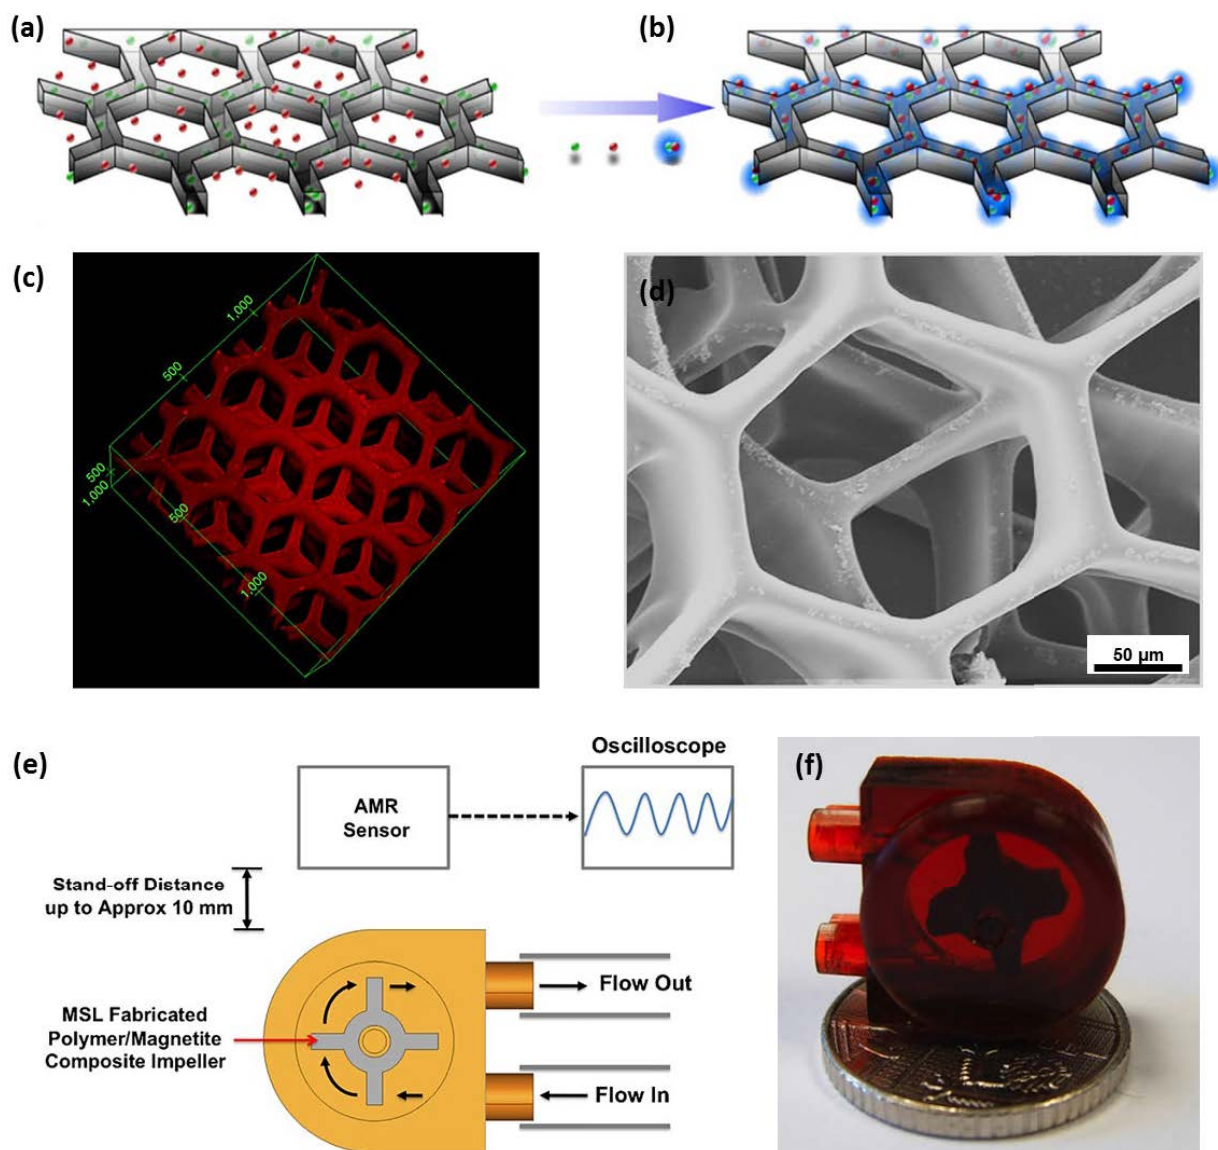 (a)
(b)
(c)
1,000
500
500
1,000
500
1,000
(d)
50 μm
(e)
Oscilloscope
AMR
Sensor
Stand-off Distance
up to Approx 10 mm
Flow Out
MSL Fabricated
Polymer/Magnetite
Composite Impeller
Flow In
(f)